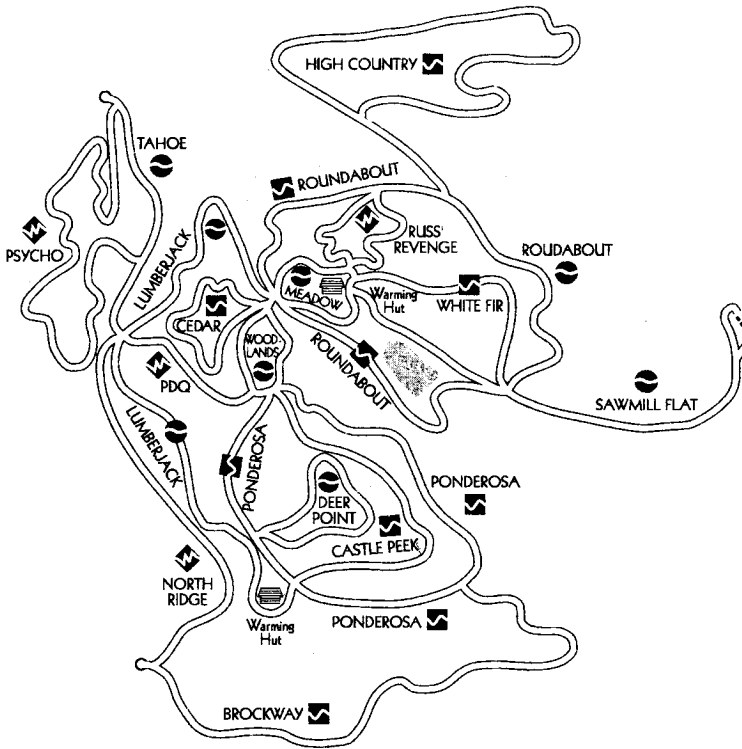 HIGH COUNTRY
TAHOE
ROUNDABOUT
PSYCHO
LUMBERJACK
RUSS'
REVENGE
ROUDABOUT
MEADOW
Warming
Hut
WHITE FIR
CEDAR
WOOD
LANDS
ROUNDABOUT
PDQ
SAWMILL FLAT
LUMBERJACK
PONDEROSA
PONDEROSA
DEER
POINT
CASTLE PEEK
NORTH
RIDGE
Warming
Hut
PONDEROSA
BROCKWAY